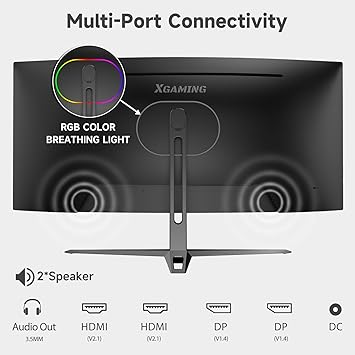 Multi-Port Connectivity
XGAMING
RGB COLOR
BREATHING LIGHT
2*Speaker
Audio Out
3.5MM
HDMI
(V2.1)
HDMI
(V2.1)
DP
(V1.4)
DP
(V1.4)
DC